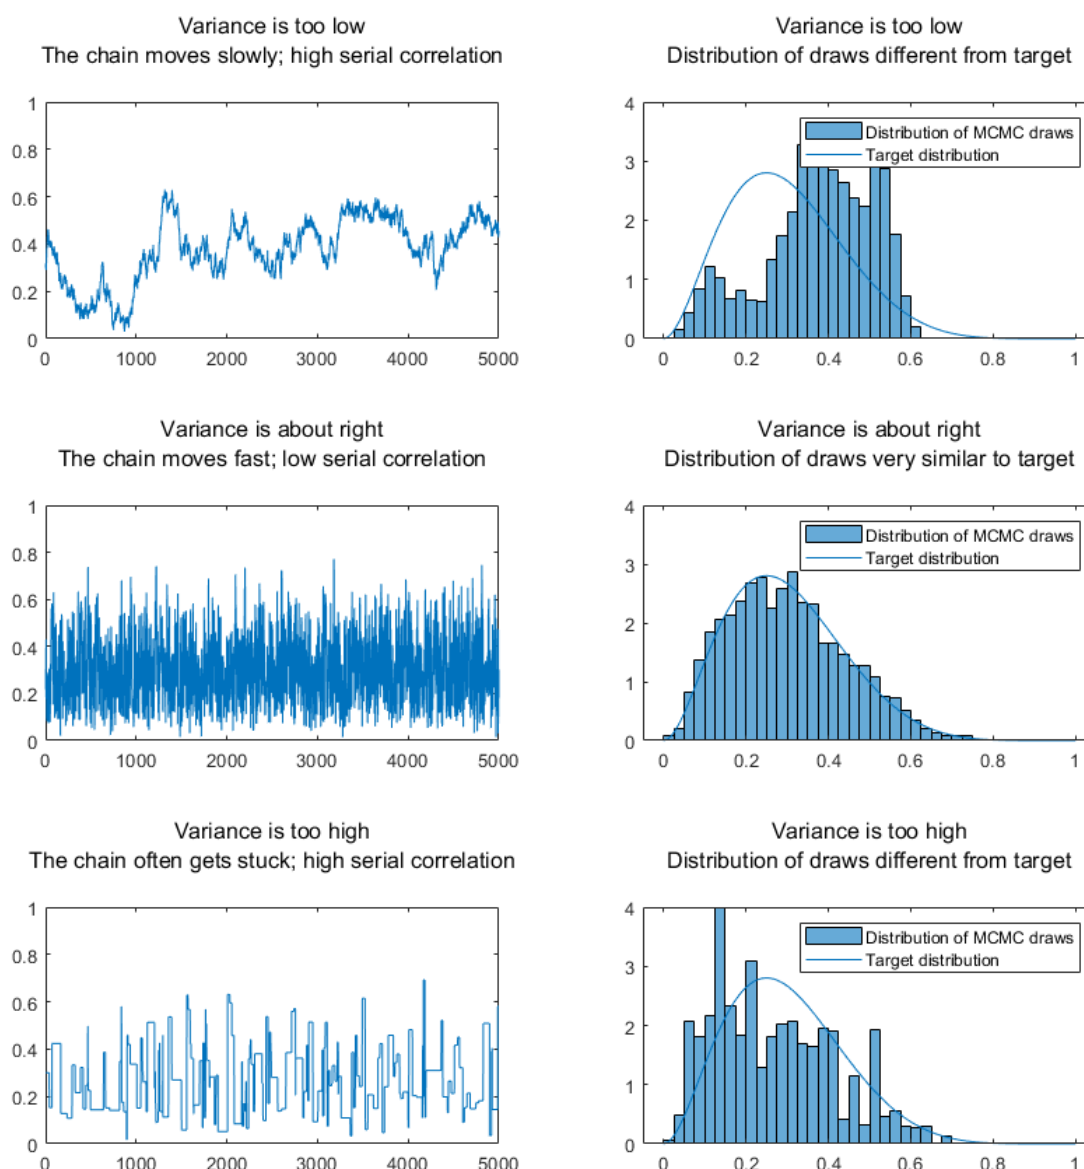 Variance is too low
The chain moves slowly; high serial correlation
1
0.8
0.6
0.4
0.2
0
0 1000 2000 3000 4000 5000
Variance is too low
Distribution of draws different from target
4
3
2
1
0
0 0.2 0.4 0.6 0.8 1
Distribution of MCMC draws
Target distribution
Variance is about right
The chain moves fast; low serial correlation
1
0.8
0.6
0.4
0.2
0
0 1000 2000 3000 4000 5000
Variance is about right
Distribution of draws very similar to target
4
3
2
1
0
0 0.2 0.4 0.6 0.8 1
Distribution of MCMC draws
Target distribution
Variance is too high
The chain often gets stuck; high serial correlation
1
0.8
0.6
0.4
0.2
0
0 1000 2000 3000 4000 5000
Variance is too high
Distribution of draws different from target
4
3
2
1
0
0 0.2 0.4 0.6 0.8 1
Distribution of MCMC draws
Target distribution